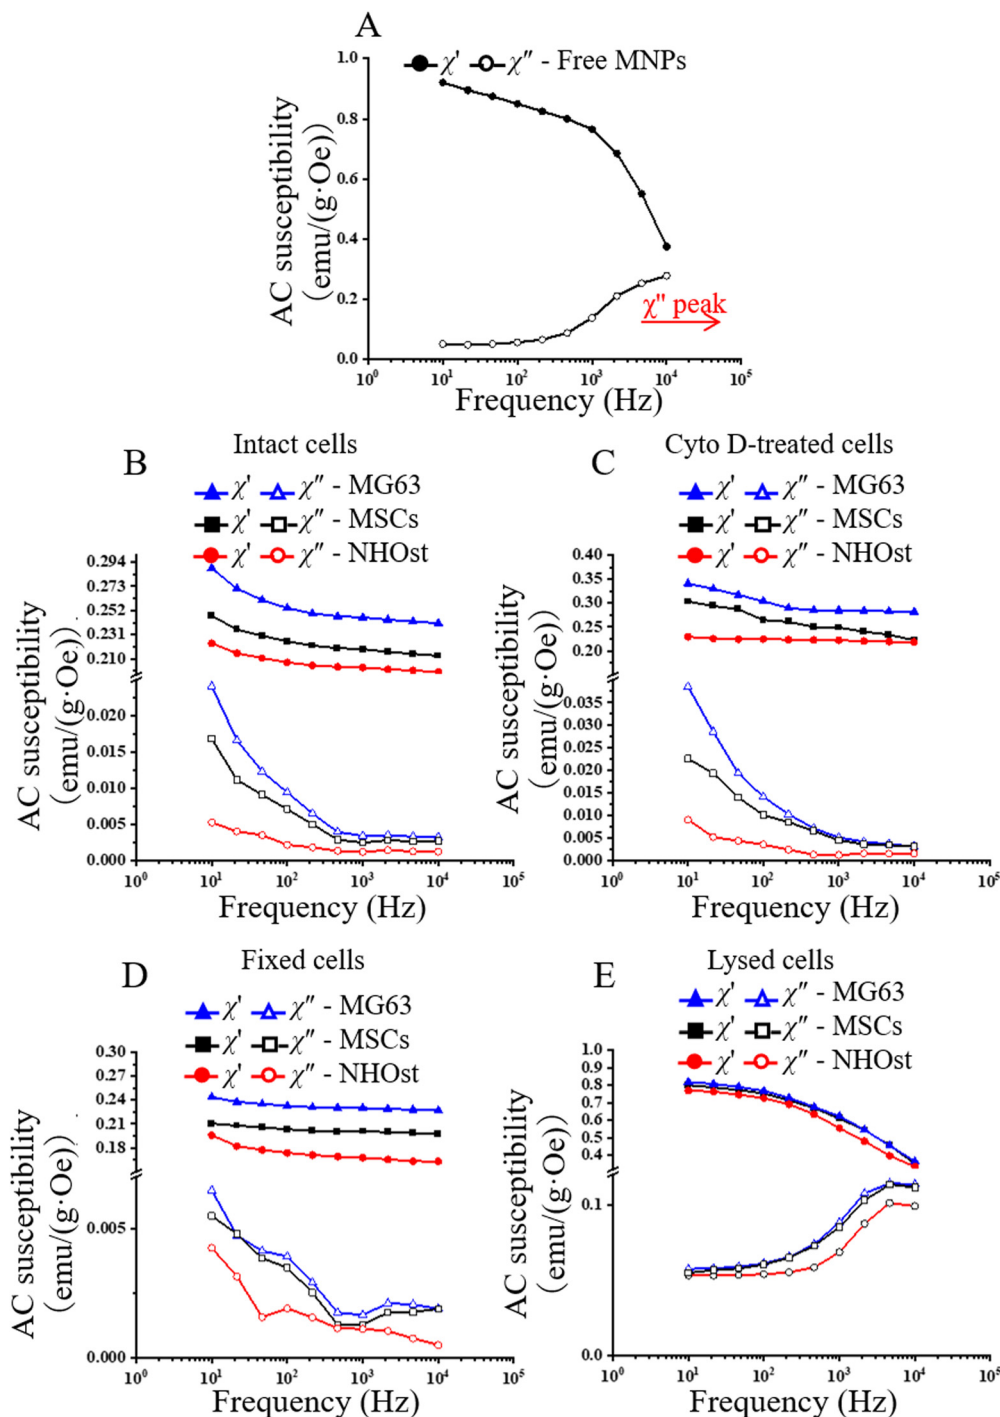 A
χ' χ″ - Free MNPs
AC susceptibility
(emu/(g·Oe))
1.0
0.8
0.6
0.4
0.2
0.0
χ" peak
10⁰ 10¹ 10² 10³ 10⁴ 10⁵
Frequency (Hz)
B
Intact cells
χ' χ″ - MG63
χ' χ″ - MSCs
χ' χ″ - NHOst
AC susceptibility
(emu/(g·Oe))
0.294
0.273
0.252
0.231
0.210
0.020
0.015
0.010
0.005
0.000
10⁰ 10¹ 10² 10³ 10⁴ 10⁵
Frequency (Hz)
C
Cyto D-treated cells
χ' χ″ - MG63
χ' χ″ - MSCs
χ' χ″ - NHOst
AC susceptibility
(emu/(g·Oe))
0.40
0.35
0.30
0.25
0.20
0.035
0.030
0.025
0.020
0.015
0.010
0.005
0.000
10⁰ 10¹ 10² 10³ 10⁴ 10⁵
Frequency (Hz)
D
Fixed cells
χ' χ″ - MG63
χ' χ″ - MSCs
χ' χ″ - NHOst
AC susceptibility
(emu/(g·Oe))
0.30
0.27
0.24
0.21
0.18
0.005
0.000
10⁰ 10¹ 10² 10³ 10⁴ 10⁵
Frequency (Hz)
E
Lysed cells
χ' χ″ - MG63
χ' χ″ - MSCs
χ' χ″ - NHOst
AC susceptibility
(emu/(g·Oe))
1.0
0.9
0.8
0.7
0.6
0.5
0.4
0.1
0.0
10⁰ 10¹ 10² 10³ 10⁴ 10⁵
Frequency (Hz)